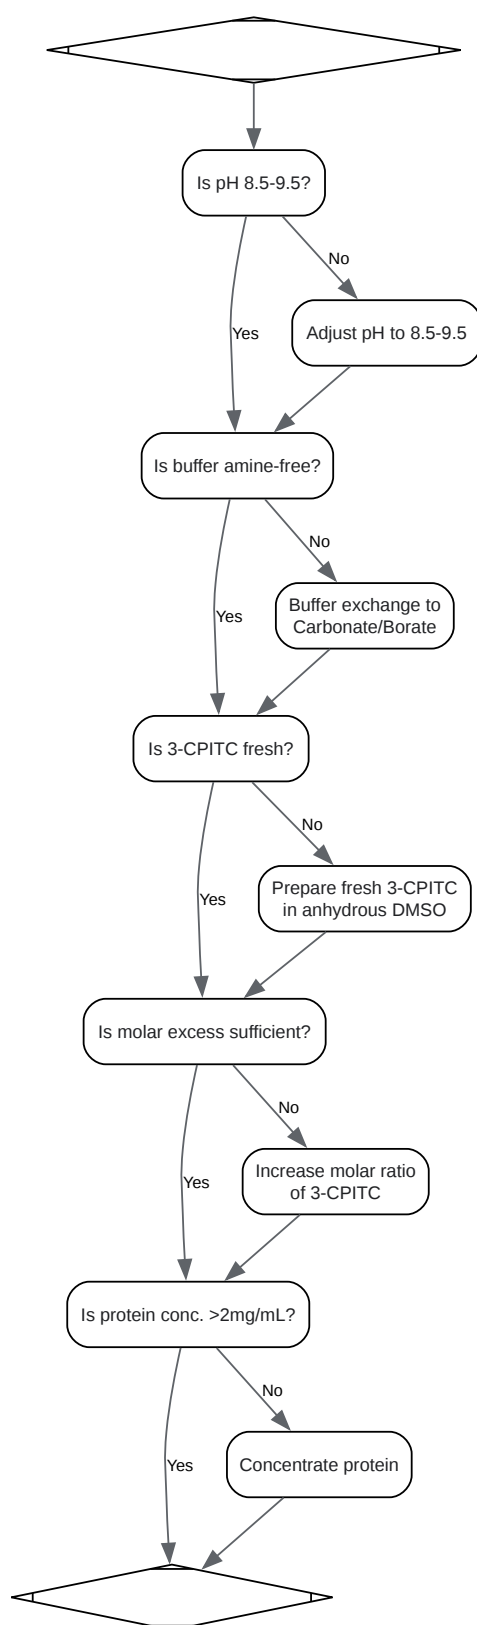 Is pH 8.5-9.5?
No
Yes
Adjust pH to 8.5-9.5
Is buffer amine-free?
No
Yes
Buffer exchange to
Carbonate/Borate
Is 3-CPITC fresh?
No
Yes
Prepare fresh 3-CPITC
in anhydrous DMSO
Is molar excess sufficient?
No
Yes
Increase molar ratio
of 3-CPITC
Is protein conc. >2mg/mL?
No
Yes
Concentrate protein